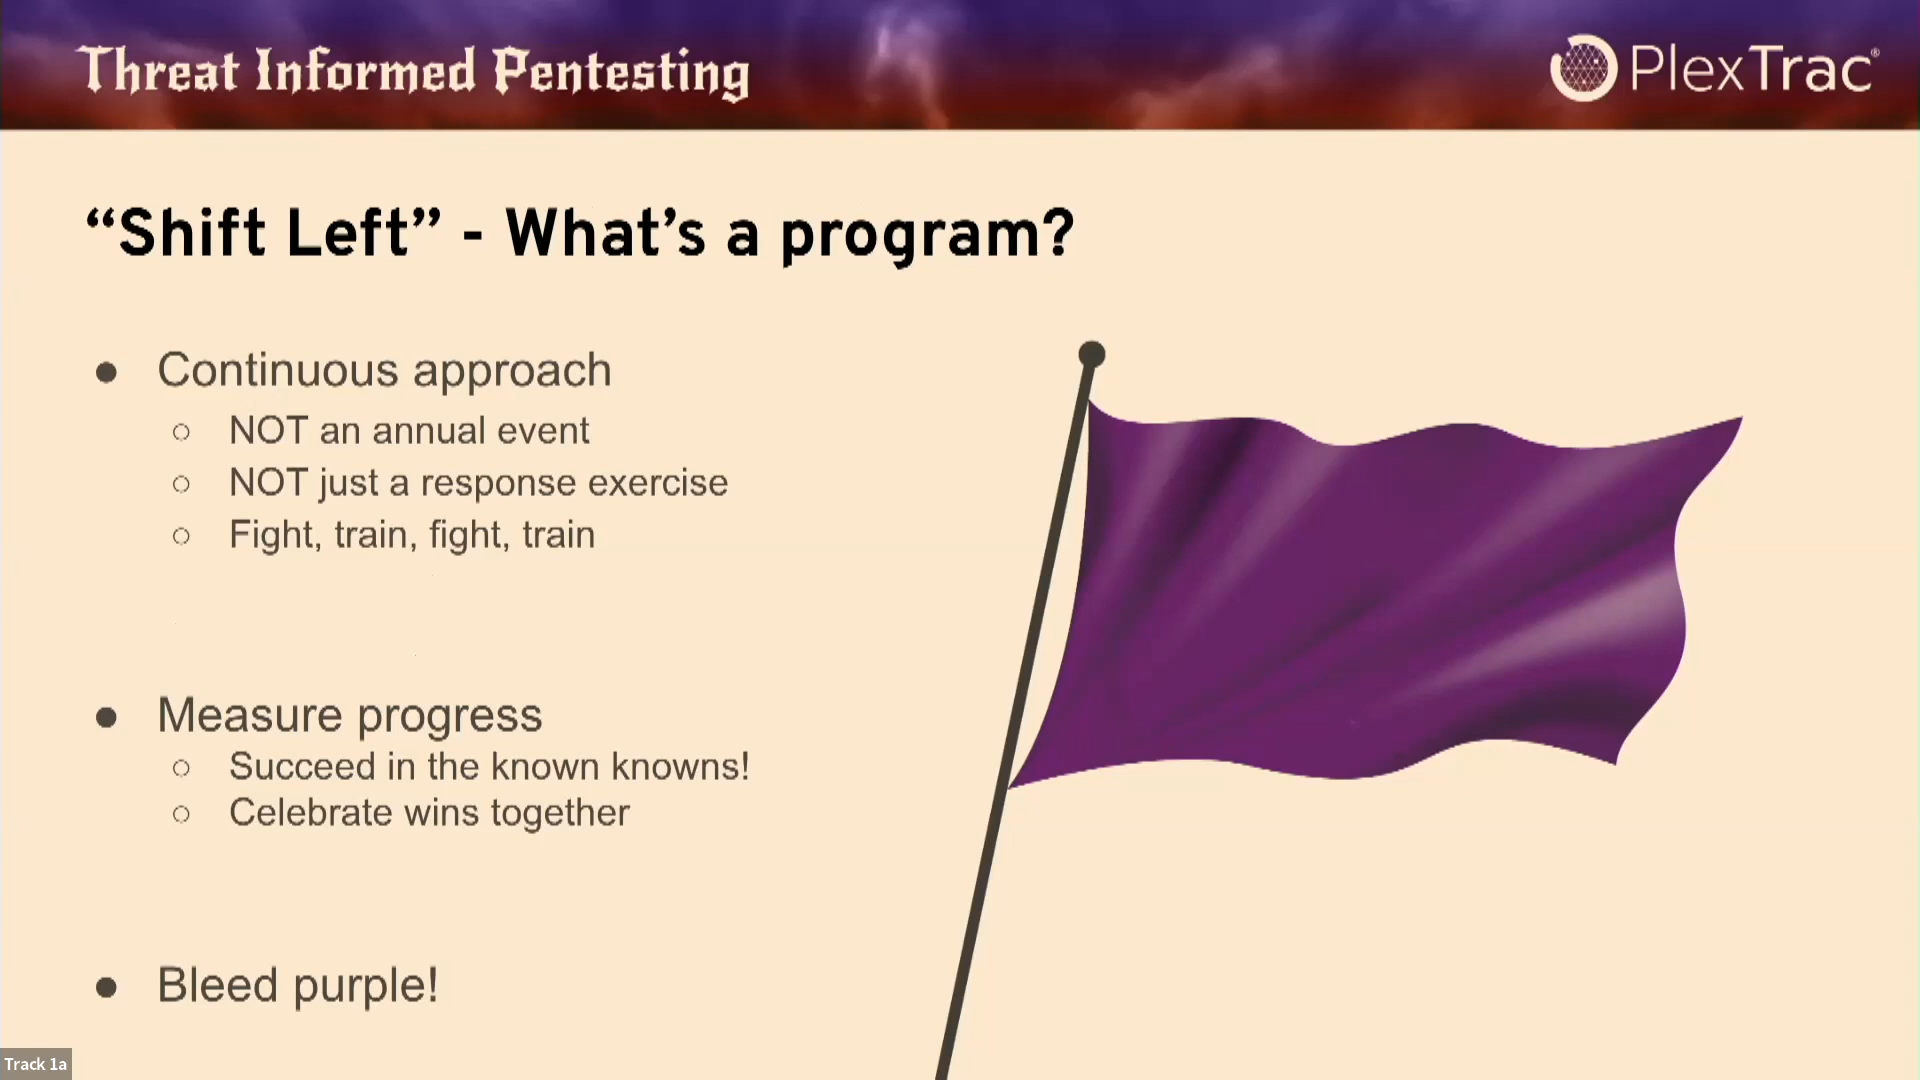 Threat Informed Pentesting
PlexTrac®
“Shift Left” - What’s a program?
● Continuous approach
○ NOT an annual event
○ NOT just a response exercise
○ Fight, train, fight, train
● Measure progress
○ Succeed in the known knowns!
○ Celebrate wins together
● Bleed purple!
Track 1a